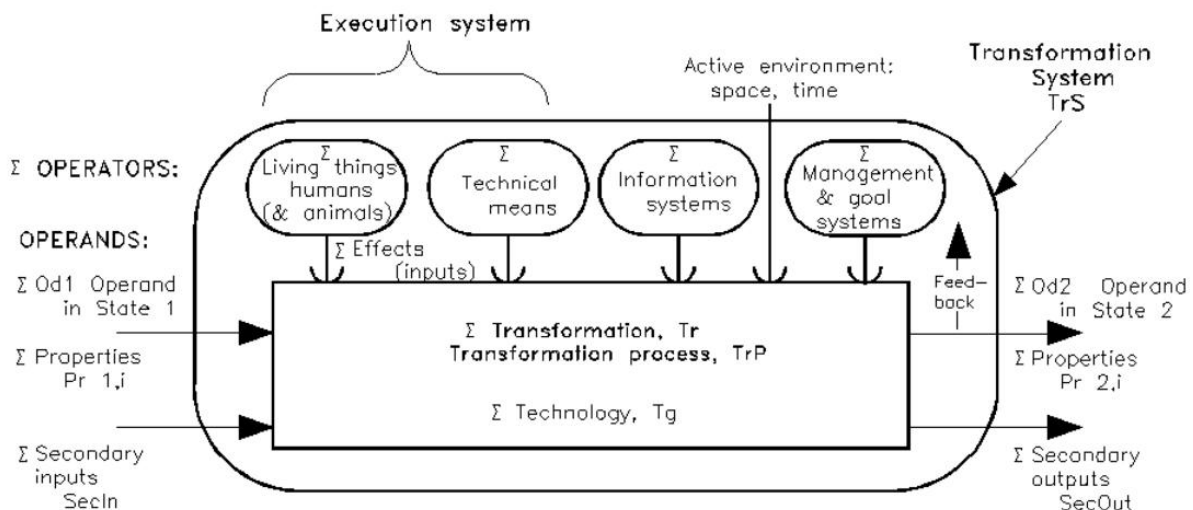 Execution system
Transformation
System
TrS
Active environment:
space, time
Σ OPERATORS:
Σ
Living things
humans
(& animals)
Σ
Technical
means
Σ
Information
systems
Σ
Management
& goal
systems
OPERANDS:
Σ Effects
(inputs)
Σ Od1 Operand
in State 1
Σ Properties
Pr 1,i
Σ Secondary
inputs
SecIn
Σ Transformation, Tr
Transformation process, TrP
Σ Technology, Tg
Feed-
back
Σ Od2 Operand
in State 2
Σ Properties
Pr 2,i
Σ Secondary
outputs
SecOut